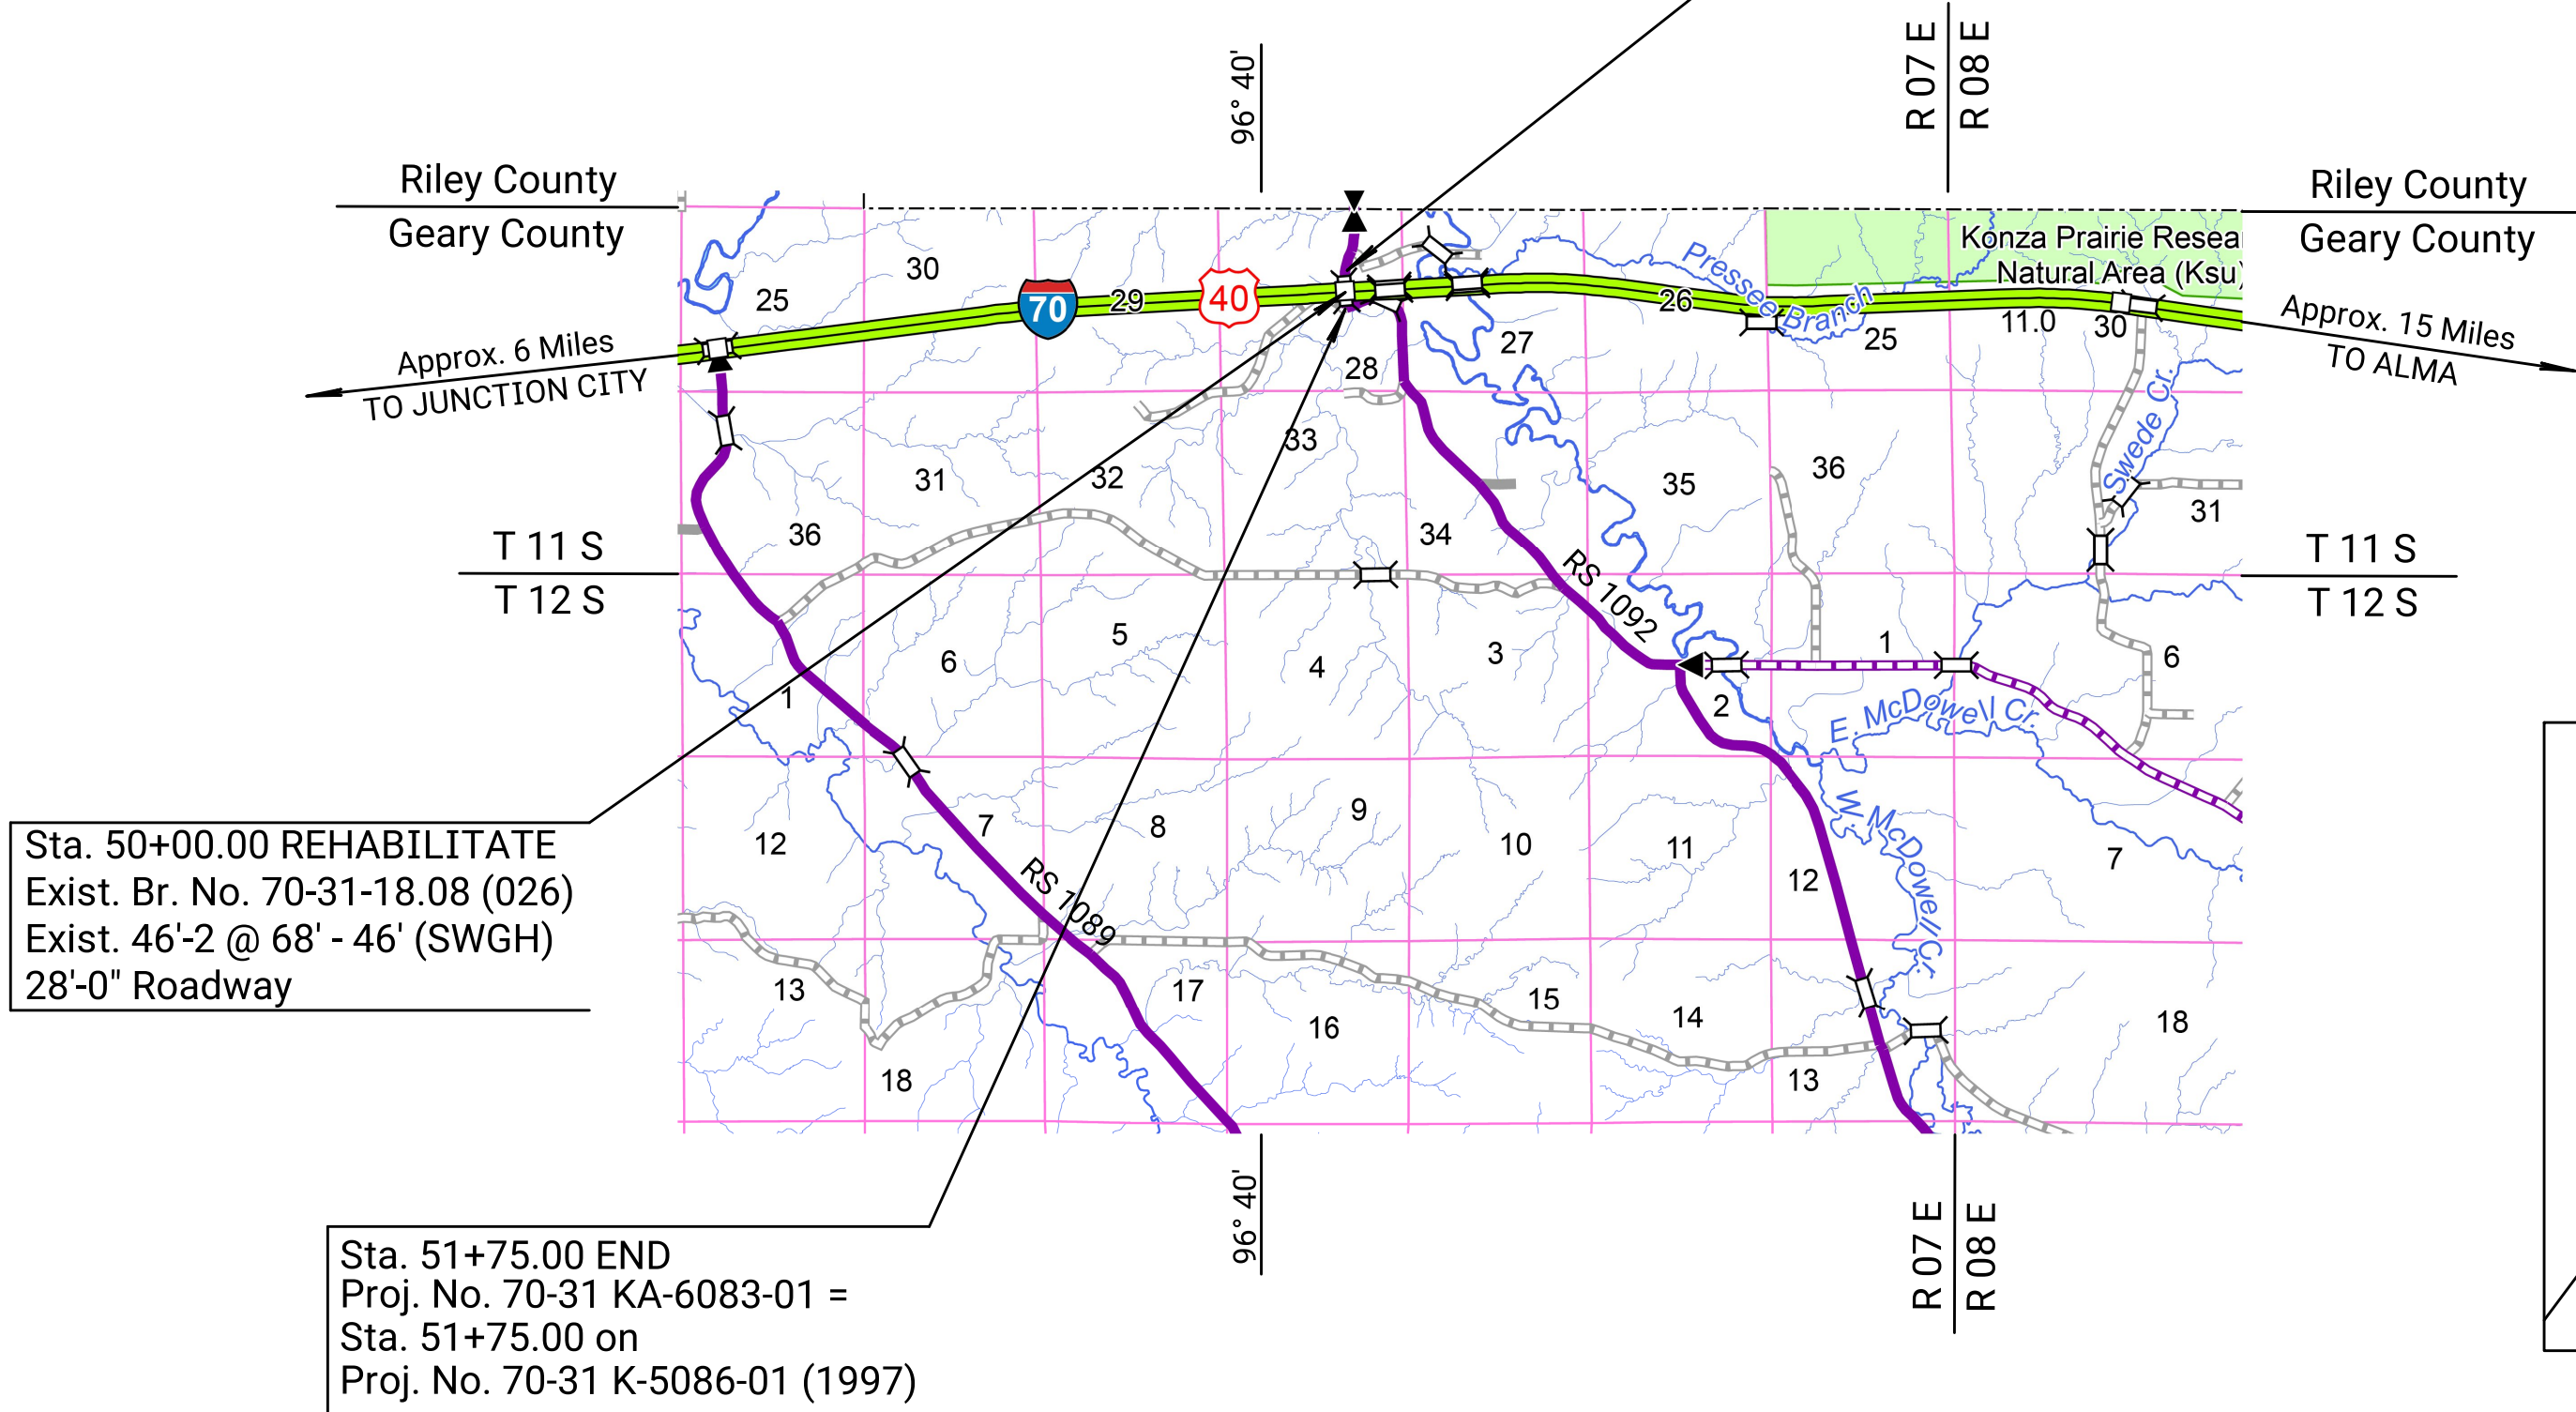 R 07 E
R 08 E
96° 40'
Riley County
Geary County
Riley County
Geary County
Konza Prairie Resea
Natural Area (Ksu)
Pressee Branch
30
25
70
29
40
26
27
28
25
11.0
30
Approx. 6 Miles
TO JUNCTION CITY
Approx. 15 Miles
TO ALMA
Swede Cr.
33
31
32
35
36
31
36
34
T 11 S
T 12 S
T 11 S
T 12 S
RS 1092
5
6
4
3
1
6
1
2
E. McDowell Cr.
W. McDowell Cr.
Sta. 50+00.00 REHABILITATE
Exist. Br. No. 70-31-18.08 (026)
Exist. 46'-2 @ 68' - 46' (SWGH)
28'-0" Roadway
12
7
8
9
10
11
12
7
RS 1089
13
17
16
15
14
18
18
13
96° 40'
R 07 E
R 08 E
Sta. 51+75.00 END
Proj. No. 70-31 KA-6083-01 =
Sta. 51+75.00 on
Proj. No. 70-31 K-5086-01 (1997)